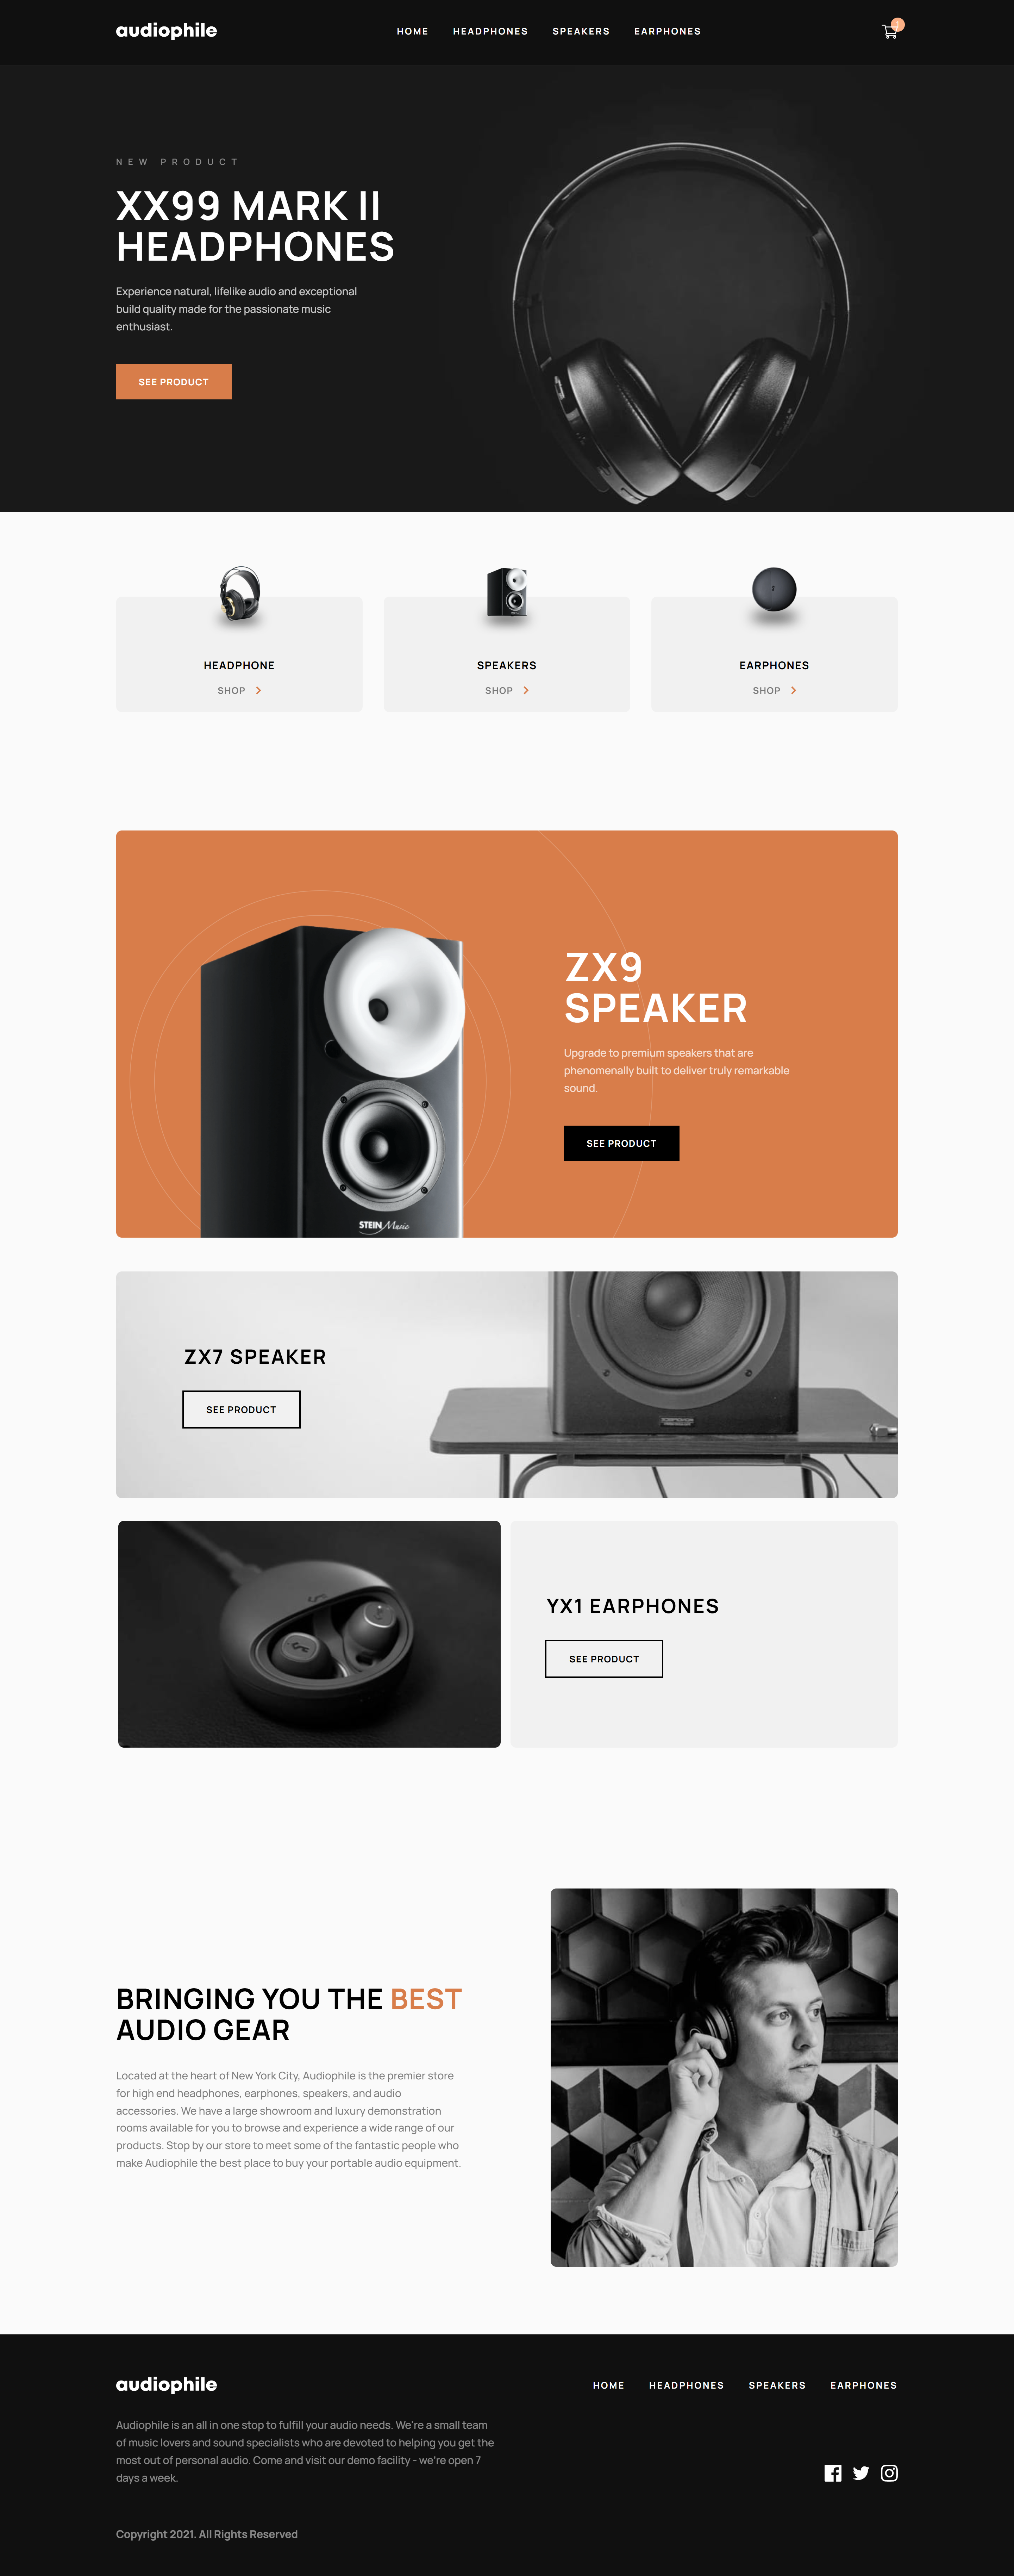 audiophile
HOME HEADPHONES SPEAKERS EARPHONES
NEW PRODUCT
XX99 MARK II
HEADPHONES
Experience natural, lifelike audio and exceptional
build quality made for the passionate music
enthusiast.
SEE PRODUCT
HEADPHONE
SHOP
SPEAKERS
SHOP
EARPHONES
SHOP
ZX9
SPEAKER
Upgrade to premium speakers that are
phenomenally built to deliver truly remarkable
sound.
SEE PRODUCT
STEIN Music
ZX7 SPEAKER
SEE PRODUCT
YX1 EARPHONES
SEE PRODUCT
BRINGING YOU THE BEST
AUDIO GEAR
Located at the heart of New York City, Audiophile is the premier store
for high end headphones, earphones, speakers, and audio
accessories. We have a large showroom and luxury demonstration
rooms available for you to browse and experience a wide range of our
products. Stop by our store to meet some of the fantastic people who
make Audiophile the best place to buy your portable audio equipment.
audiophile
HOME HEADPHONES SPEAKERS EARPHONES
Audiophile is an all in one stop to fulfill your audio needs. We're a small team
of music lovers and sound specialists who are devoted to helping you get the
most out of personal audio. Come and visit our demo facility - we're open 7
days a week.
Copyright 2021. All Rights Reserved